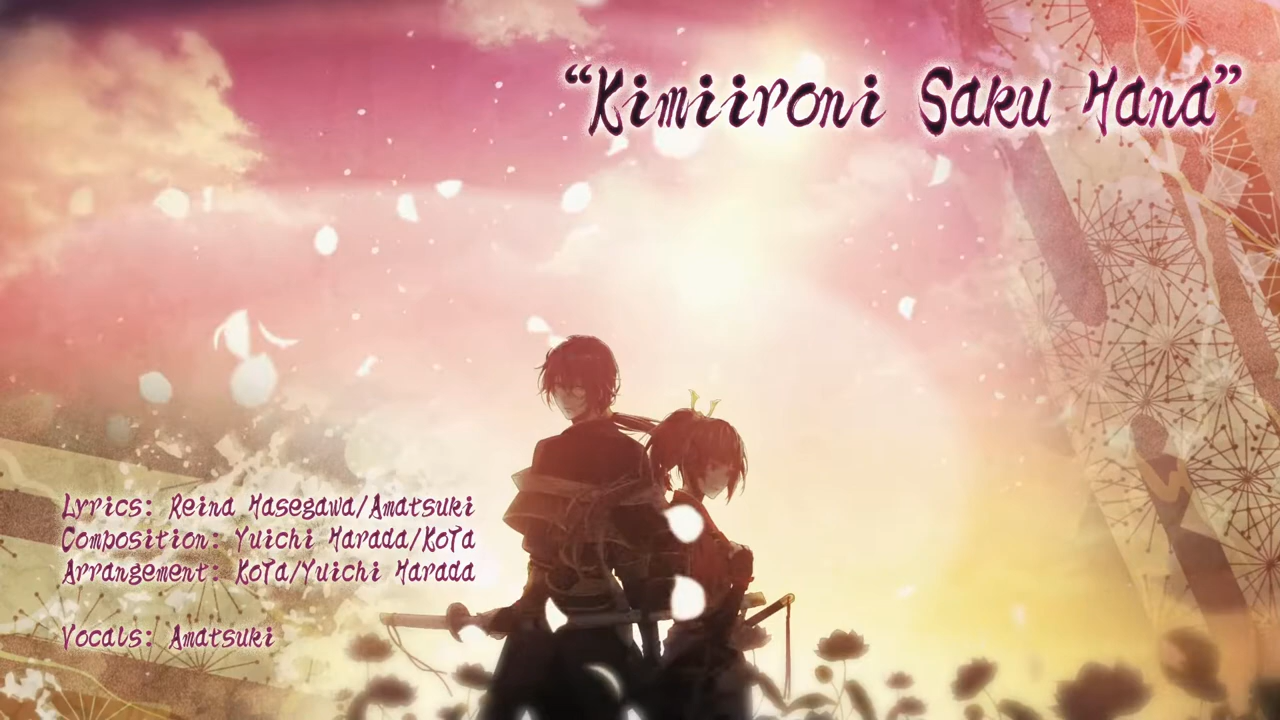 “Kimiironi Saku Hana”
Lyrics: Reina Hasegawa/Amatsuki
Composition: Yuichi Harada/KoTa
Arrangement: KoTa/Yuichi Harada
Vocals: Amatsuki